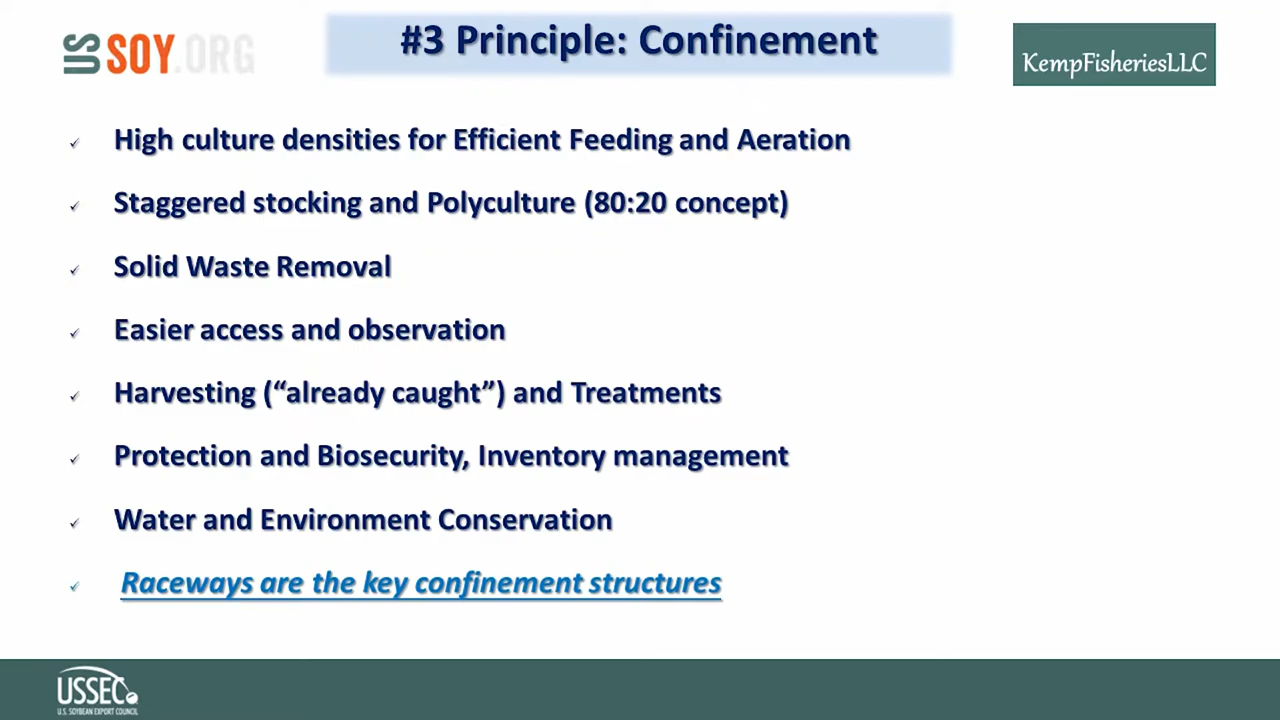 US SOY.ORG
#3 Principle: Confinement
KempFisheriesLLC
✓ High culture densities for Efficient Feeding and Aeration
✓ Staggered stocking and Polyculture (80:20 concept)
✓ Solid Waste Removal
✓ Easier access and observation
✓ Harvesting (“already caught”) and Treatments
✓ Protection and Biosecurity, Inventory management
✓ Water and Environment Conservation
✓ Raceways are the key confinement structures
USSEC
U.S. SOYBEAN EXPORT COUNCIL